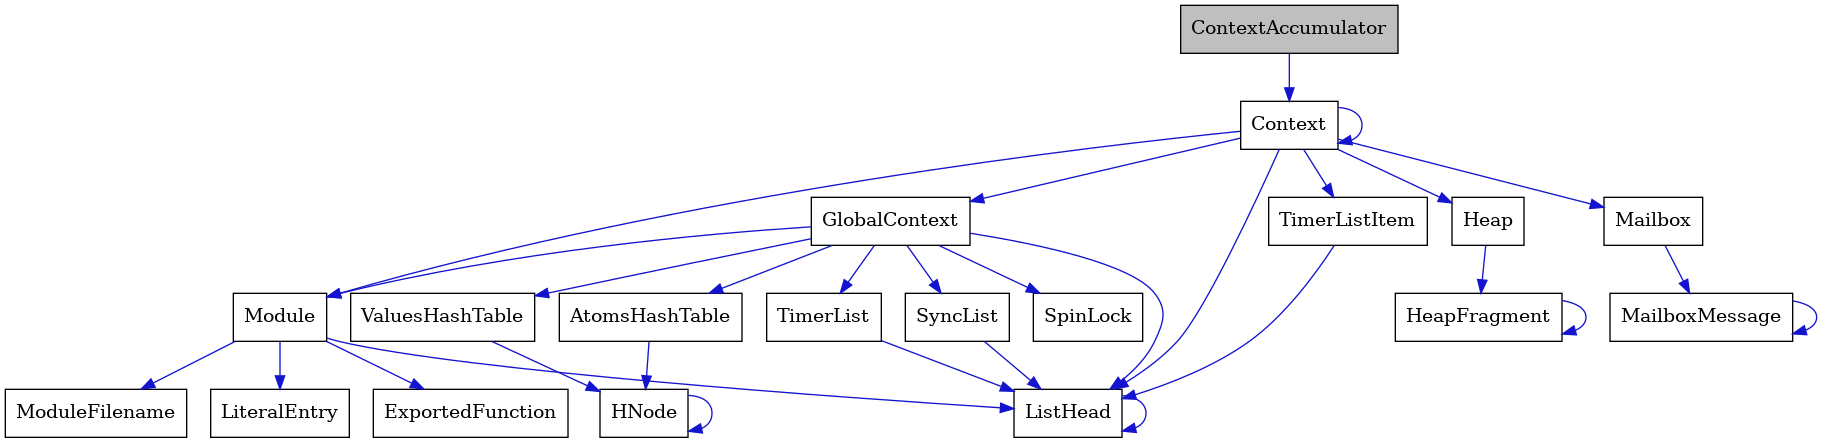 ContextAccumulator
Context
GlobalContext
TimerListItem
Heap
Mailbox
Module
ValuesHashTable
AtomsHashTable
TimerList
SyncList
SpinLock
HeapFragment
MailboxMessage
ModuleFilename
LiteralEntry
ExportedFunction
HNode
ListHead